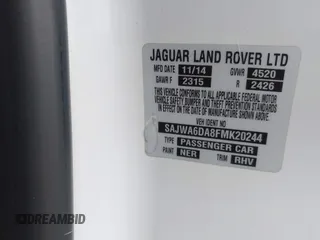 JAGUAR LAND ROVER LTD
MFG DATE 11/14 GVWR 4520
GAWR F 2315 R 2426
THIS VEHICLE CONFORMS TO ALL APPLICABLE FEDERAL MOTOR
VEHICLE SAFETY BUMPER AND THEFT PREVENTION STANDARDS
IN EFFECT ON THE DATE OF MANUFACTURE SHOWN ABOVE
VEH IDENT NO
SAJWA6DA8FMK20244
TYPE PASSENGER CAR
PAINT NER TRIM RHV
DREAMBID